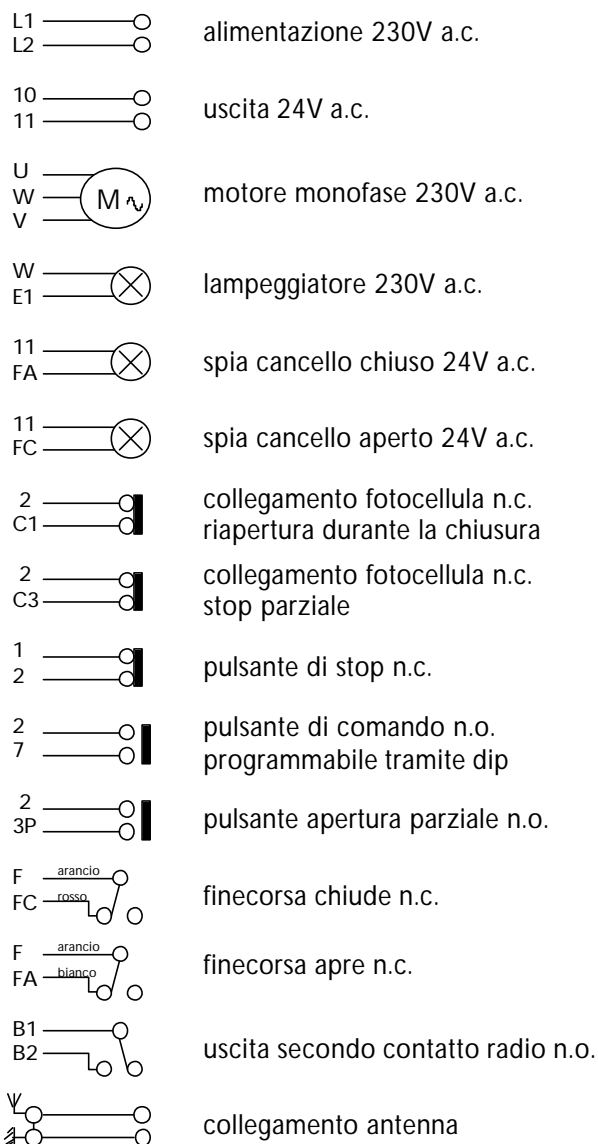 L1
L2
alimentazione 230V a.c.
10
11
uscita 24V a.c.
U
W
V
M
motore monofase 230V a.c.
W
E1
lampeggiatore 230V a.c.
11
FA
spia cancello chiuso 24V a.c.
11
FC
spia cancello aperto 24V a.c.
2
C1
collegamento fotocellula n.c.
riapertura durante la chiusura
2
C3
collegamento fotocellula n.c.
stop parziale
1
2
pulsante di stop n.c.
2
7
pulsante di comando n.o.
programmabile tramite dip
2
3P
pulsante apertura parziale n.o.
F arancio
FC rosso
finecorsa chiude n.c.
F arancio
FA bianco
finecorsa apre n.c.
B1
B2
uscita secondo contatto radio n.o.
collegamento antenna